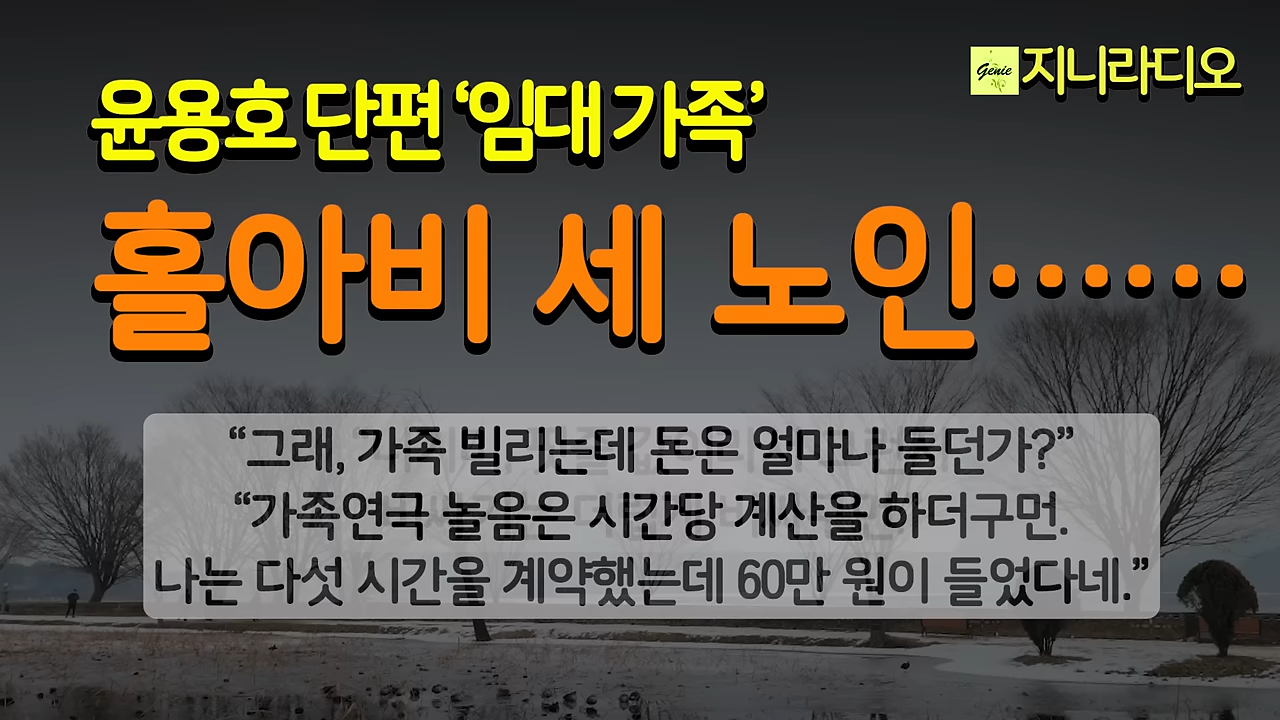 Genie 지니라디오
윤용호 단편 ‘임대 가족’
홀아비 세 노인……
“그래, 가족 빌리는데 돈은 얼마나 들던가?”
“가족연극 놀음은 시간당 계산을 하더구먼.
나는 다섯 시간을 계약했는데 60만 원이 들었다네.”